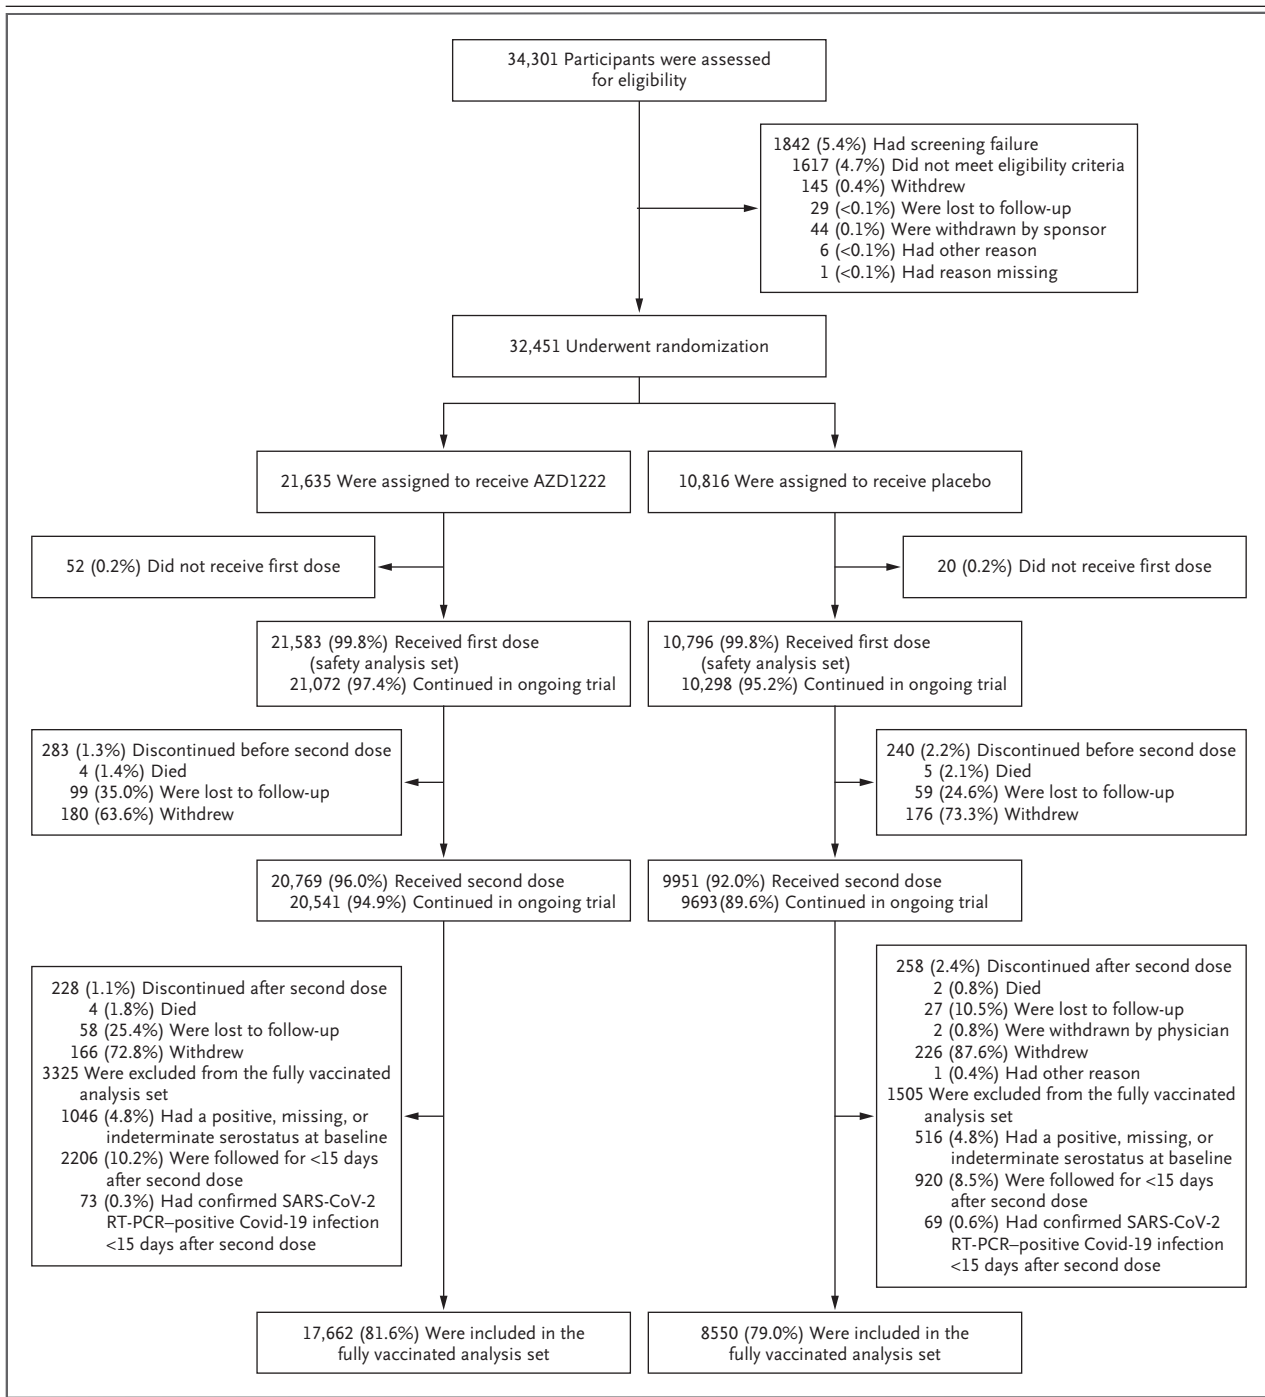 34,301 Participants were assessed
for eligibility
1842 (5.4%) Had screening failure
1617 (4.7%) Did not meet eligibility criteria
145 (0.4%) Withdrew
29 (<0.1%) Were lost to follow-up
44 (0.1%) Were withdrawn by sponsor
6 (<0.1%) Had other reason
1 (<0.1%) Had reason missing
32,451 Underwent randomization
21,635 Were assigned to receive AZD1222
10,816 Were assigned to receive placebo
52 (0.2%) Did not receive first dose
20 (0.2%) Did not receive first dose
21,583 (99.8%) Received first dose
(safety analysis set)
21,072 (97.4%) Continued in ongoing trial
10,796 (99.8%) Received first dose
(safety analysis set)
10,298 (95.2%) Continued in ongoing trial
283 (1.3%) Discontinued before second dose
4 (1.4%) Died
99 (35.0%) Were lost to follow-up
180 (63.6%) Withdrew
240 (2.2%) Discontinued before second dose
5 (2.1%) Died
59 (24.6%) Were lost to follow-up
176 (73.3%) Withdrew
20,769 (96.0%) Received second dose
20,541 (94.9%) Continued in ongoing trial
9951 (92.0%) Received second dose
9693(89.6%) Continued in ongoing trial
228 (1.1%) Discontinued after second dose
4 (1.8%) Died
58 (25.4%) Were lost to follow-up
166 (72.8%) Withdrew
3325 Were excluded from the fully vaccinated
analysis set
1046 (4.8%) Had a positive, missing, or
indeterminate serostatus at baseline
2206 (10.2%) Were followed for <15 days
after second dose
73 (0.3%) Had confirmed SARS-CoV-2
RT-PCR–positive Covid-19 infection
<15 days after second dose
258 (2.4%) Discontinued after second dose
2 (0.8%) Died
27 (10.5%) Were lost to follow-up
2 (0.8%) Were withdrawn by physician
226 (87.6%) Withdrew
1 (0.4%) Had other reason
1505 Were excluded from the fully vaccinated
analysis set
516 (4.8%) Had a positive, missing, or
indeterminate serostatus at baseline
920 (8.5%) Were followed for <15 days
after second dose
69 (0.6%) Had confirmed SARS-CoV-2
RT-PCR–positive Covid-19 infection
<15 days after second dose
17,662 (81.6%) Were included in the
fully vaccinated analysis set
8550 (79.0%) Were included in the
fully vaccinated analysis set